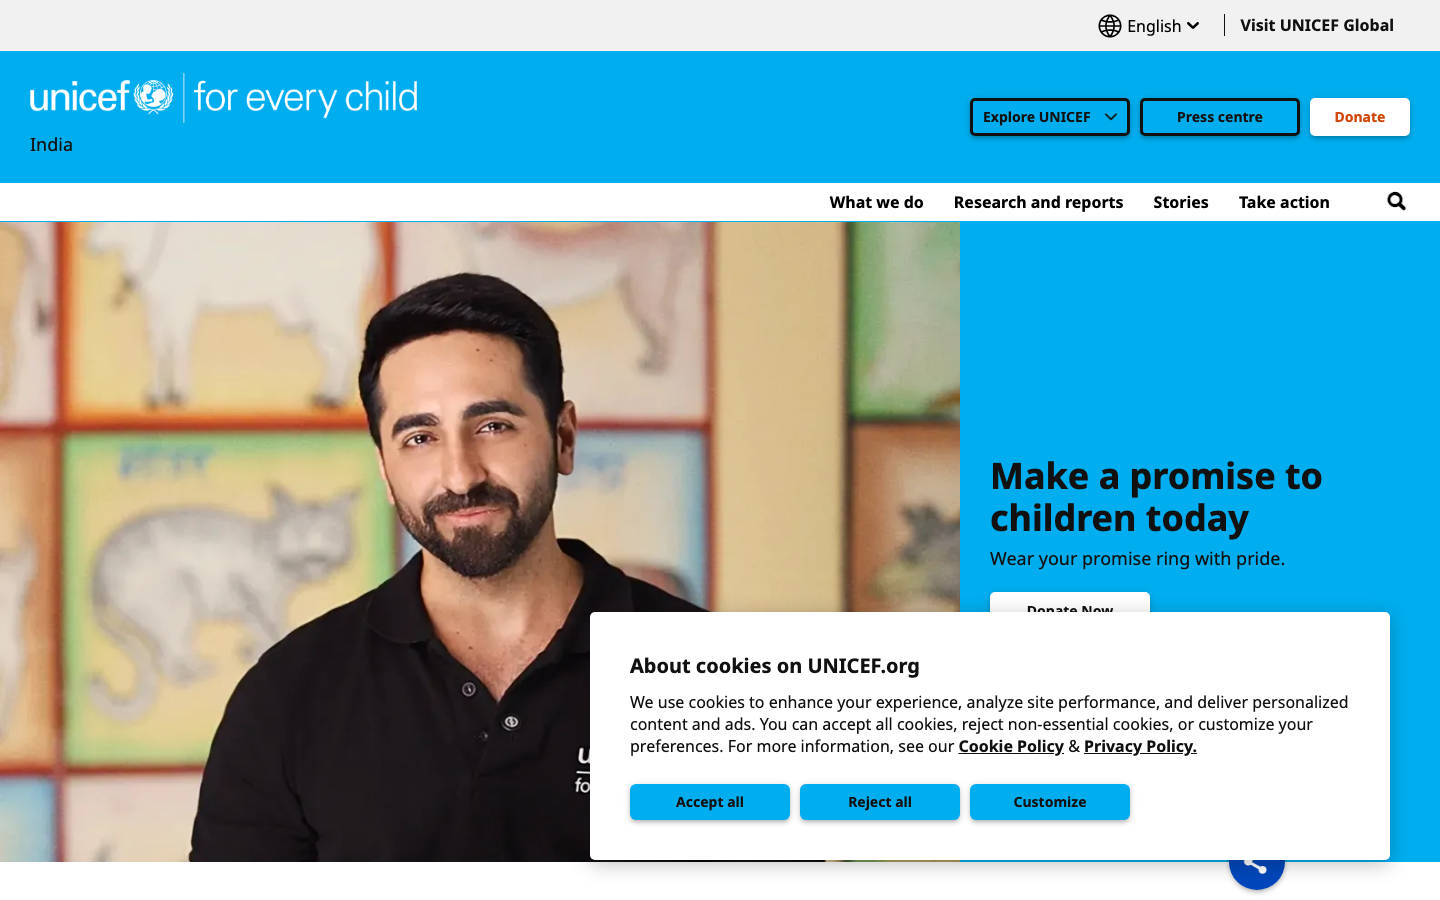 English
Visit UNICEF Global
unicef for every child
India
Explore UNICEF
Press centre
Donate
What we do
Research and reports
Stories
Take action
Make a promise to
children today
Wear your promise ring with pride.
Donate Now
About cookies on UNICEF.org
We use cookies to enhance your experience, analyze site performance, and deliver personalized
content and ads. You can accept all cookies, reject non-essential cookies, or customize your
preferences. For more information, see our Cookie Policy & Privacy Policy.
Accept all
Reject all
Customize